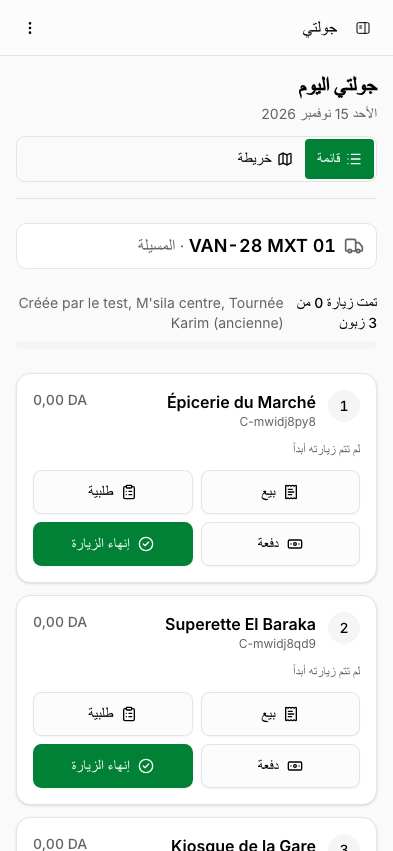 جولتي
جولتي اليوم
الأحد 15 نوفمبر 2026
قائمة
خريطة
VAN-28 MXT 01 · المسيلة
تمت زيارة 0 من
3 زبون
Créée par le test, M'sila centre, Tournée
Karim (ancienne)
1
Épicerie du Marché
0,00 DA
C-mwidj8py8
لم تتم زيارته أبداً
بيع
طلبية
دفعة
إنهاء الزيارة
2
Superette El Baraka
0,00 DA
C-mwidj8qd9
لم تتم زيارته أبداً
بيع
طلبية
دفعة
إنهاء الزيارة
3
Kiosque de la Gare
0,00 DA